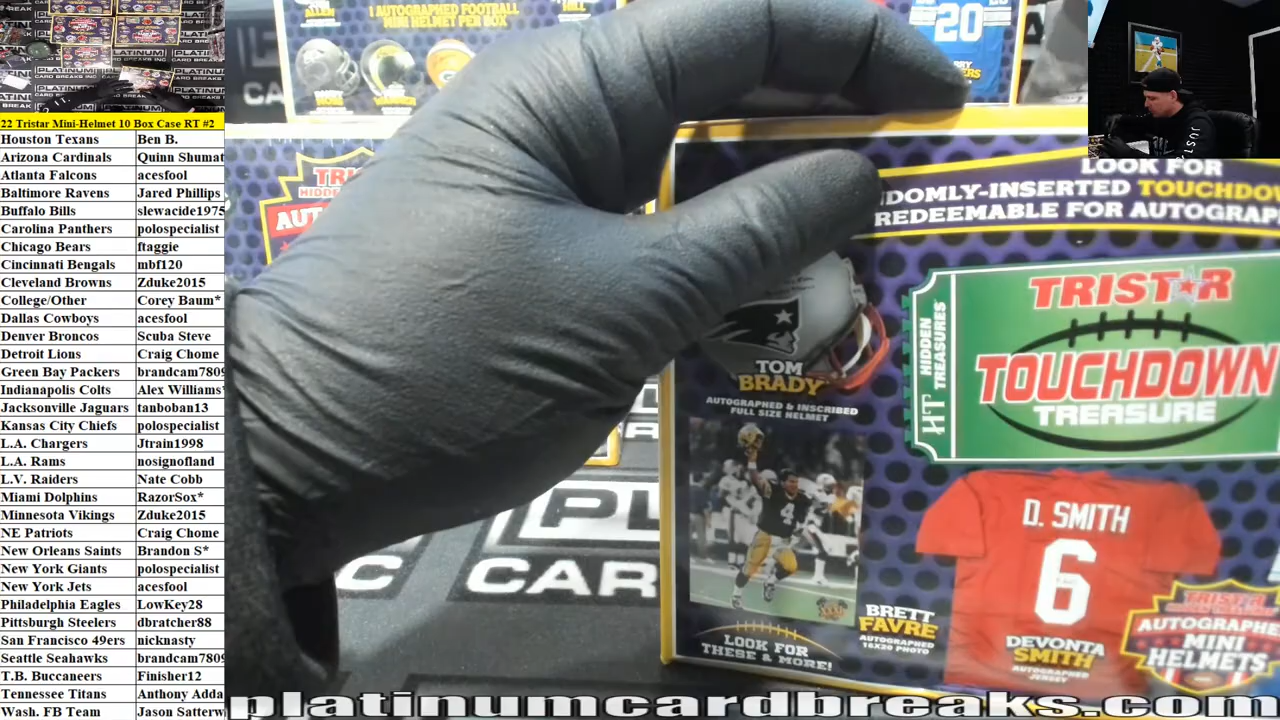 22 Tristar Mini-Helmet 10 Box Case RT #2
Houston Texans Ben B.
Arizona Cardinals Quinn Shumat
Atlanta Falcons acesfool
Baltimore Ravens Jared Phillips
Buffalo Bills slewacide1975
Carolina Panthers polospecialist
Chicago Bears ftaggie
Cincinnati Bengals mbf120
Cleveland Browns Zduke2015
College/Other Corey Baum*
Dallas Cowboys acesfool
Denver Broncos Scuba Steve
Detroit Lions Craig Chome
Green Bay Packers brandcam7809
Indianapolis Colts Alex Williams*
Jacksonville Jaguars tanboban13
Kansas City Chiefs polospecialist
L.A. Chargers Jtrain1998
L.A. Rams nosignofland
L.V. Raiders Nate Cobb
Miami Dolphins RazorSox*
Minnesota Vikings Zduke2015
NE Patriots Craig Chome
New Orleans Saints Brandon S*
New York Giants polospecialist
New York Jets acesfool
Philadelphia Eagles LowKey28
Pittsburgh Steelers dbratcher88
San Francisco 49ers nicknasty
Seattle Seahawks brandcam7809
T.B. Buccaneers Finisher12
Tennessee Titans Anthony Adda
Wash. FB Team Jason Satterw
1 AUTOGRAPHED FOOTBALL
MINI HELMET PER BOX
20
LOOK FOR
DOMLY-INSERTED TOUCHDOW
REDEEMABLE FOR AUTOGRAP
HT HIDDEN TREASURES
TRISTAR
TOUCHDOWN
TREASURE
TOM
BRADY
AUTOGRAPHED & INSCRIBED
FULL SIZE HELMET
BRETT
FAVRE
AUTOGRAPHED
16X20 PHOTO
LOOK FOR
THESE & MORE!
D. SMITH
6
DEVONTA
SMITH
AUTOGRAPHED
JERSEY
TRISTAR
AUTOGRAPHE
MINI
HELMETS
PL
CAR
platinumcardbreaks.com